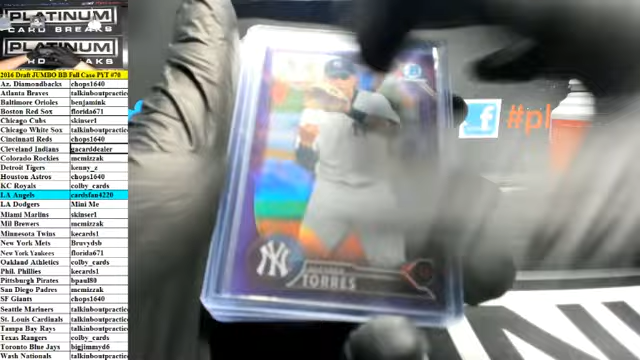 PLATINUM
CARD BREAKS
PLATINUM
CARD BREAKS
2016 Draft JUMBO BB Full Case PYT #70
Az. Diamondbacks chops1640
Atlanta Braves talkinboutpractice
Baltimore Orioles benjamink
Boston Red Sox florida671
Chicago Cubs skinser1
Chicago White Sox talkinboutpractice
Cincinnati Reds chops1640
Cleveland Indians gacarddealer
Colorado Rockies mcmizzak
Detroit Tigers kenny_z
Houston Astros chops1640
KC Royals colby_cards
LA Angels cardsfan4220
LA Dodgers Mini Me
Miami Marlins skinser1
Mil Brewers mcmizzak
Minnesota Twins kecards1
New York Mets Bruvydsb
New York Yankees florida671
Oakland Athletics colby_cards
Phil. Phillies kecards1
Pittsburgh Pirates bpaul80
San Diego Padres mcmizzak
SF Giants chops1640
Seattle Mariners talkinboutpractice
St. Louis Cardinals talkinboutpractice
Tampa Bay Rays talkinboutpractice
Texas Rangers colby_cards
Toronto Blue Jays bigjimmyd6
Wash Nationals talkinboutpractice
f #pl
NY
TORRES